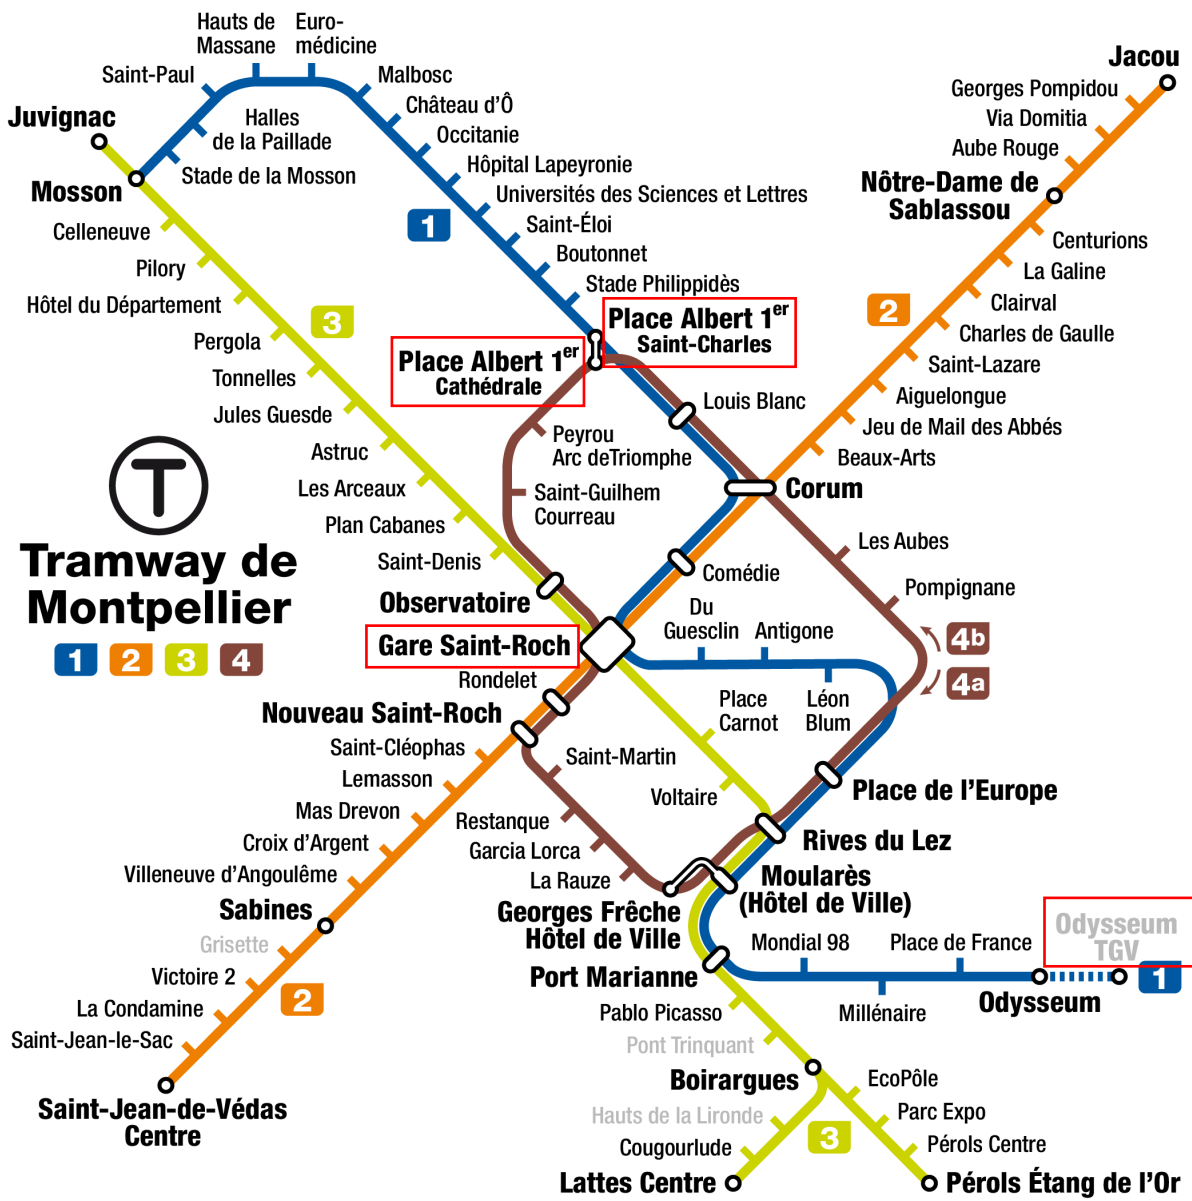 Hauts de
Massane
Euro-
médicine
Saint-Paul
Malbosc
Château d'Ô
Occitanie
Hôpital Lapeyronie
Universités des Sciences et Lettres
Saint-Éloi
Boutonnet
Stade Philippidès
Juvignac
Halles
de la Paillade
Stade de la Mosson
Mosson
Celleneuve
Pilory
Hôtel du Département
Pergola
Tonnelles
Jules Guesde
Astruc
Les Arceaux
Plan Cabanes
Saint-Denis
Observatoire
1
3
2
Jacou
Georges Pompidou
Via Domitia
Aube Rouge
Nôtre-Dame de
Sablassou
Centurions
La Galine
Clairval
Charles de Gaulle
Saint-Lazare
Aiguelongue
Jeu de Mail des Abbés
Beaux-Arts
Place Albert 1er
Saint-Charles
Place Albert 1er
Cathédrale
Louis Blanc
Peyrou
Arc deTriomphe
Saint-Guilhem
Courreau
Corum
Les Aubes
Pompignane
Comédie
T
Tramway de
Montpellier
1 2 3 4
Gare Saint-Roch
Du
Guesclin
Antigone
4b
4a
Place
Carnot
Léon
Blum
Rondelet
Nouveau Saint-Roch
Saint-Cléophas
Lemasson
Mas Drevon
Croix d'Argent
Villeneuve d'Angoulême
Sabines
Grisette
Victoire 2
La Condamine
Saint-Jean-le-Sac
2
Saint-Jean-de-Védas
Centre
Saint-Martin
Voltaire
Restanque
Garcia Lorca
La Rauze
Georges Frêche
Hôtel de Ville
Place de l'Europe
Rives du Lez
Moularès
(Hôtel de Ville)
Port Marianne
Mondial 98
Place de France
Millénaire
Odysseum
Odysseum
TGV
1
Pablo Picasso
Pont Trinquant
Boirargues
Hauts de la Lironde
Cougourlude
Lattes Centre
3
EcoPôle
Parc Expo
Pérols Centre
Pérols Étang de l'Or